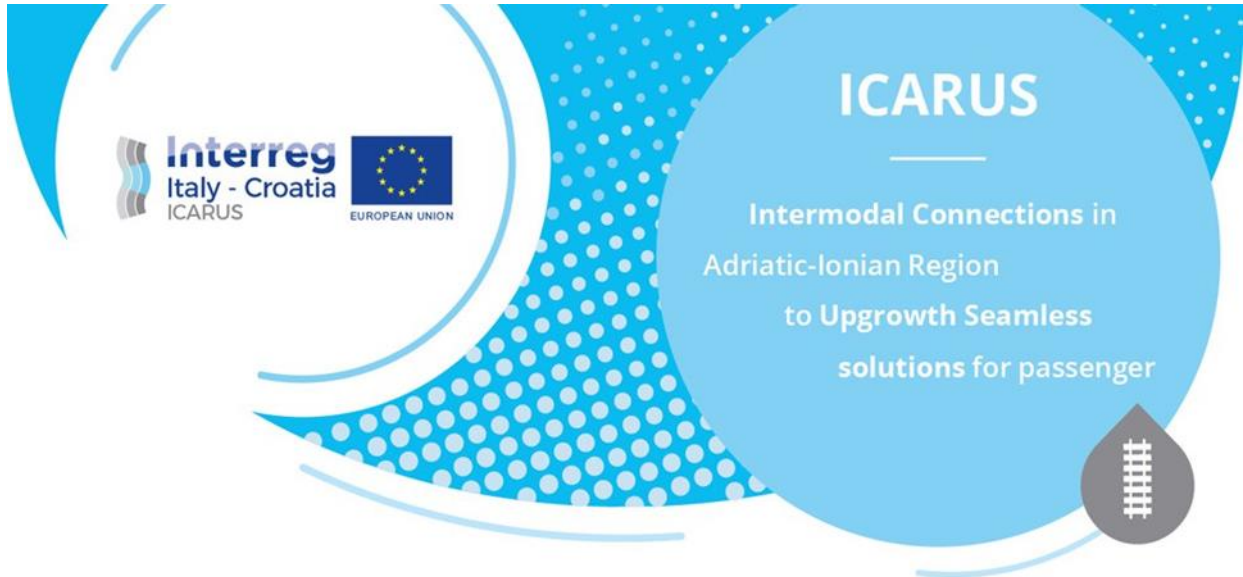 Interreg
Italy - Croatia
ICARUS
EUROPEAN UNION
ICARUS
Intermodal Connections in
Adriatic-Ionian Region
to Upgrowth Seamless
solutions for passenger